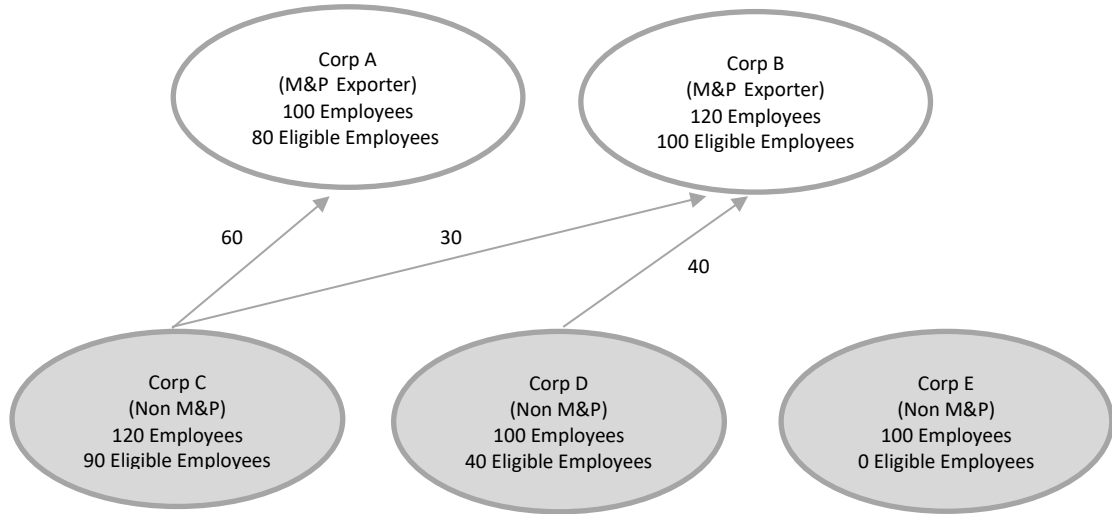 Corp A
(M&P Exporter)
100 Employees
80 Eligible Employees
Corp B
(M&P Exporter)
120 Employees
100 Eligible Employees
60
30
40
Corp C
(Non M&P)
120 Employees
90 Eligible Employees
Corp D
(Non M&P)
100 Employees
40 Eligible Employees
Corp E
(Non M&P)
100 Employees
0 Eligible Employees